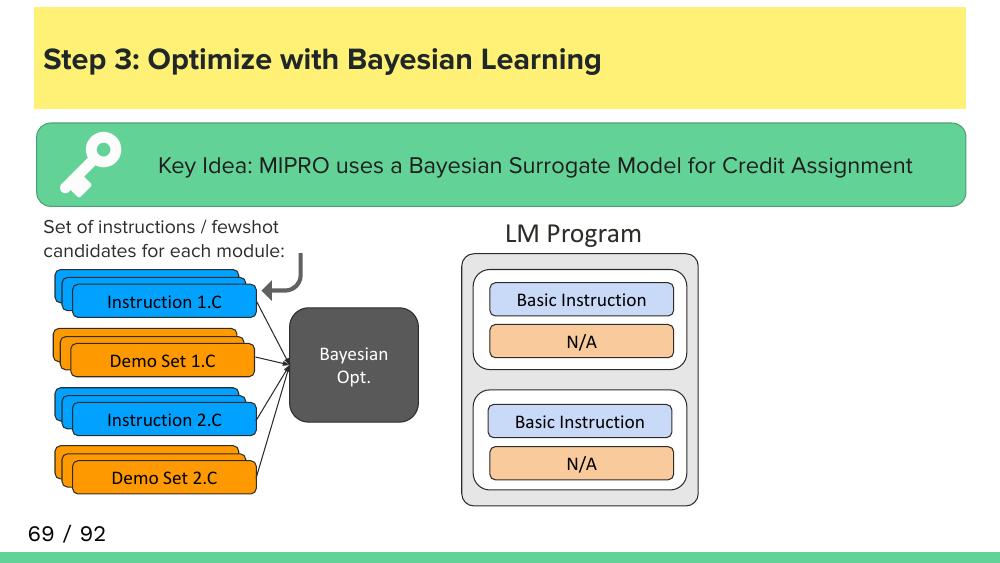 Step 3: Optimize with Bayesian Learning
Key Idea: MIPRO uses a Bayesian Surrogate Model for Credit Assignment
Set of instructions / fewshot
candidates for each module:
Instruction 1.C
Demo Set 1.C
Instruction 2.C
Demo Set 2.C
Bayesian
Opt.
LM Program
Basic Instruction
N/A
Basic Instruction
N/A
69 / 92